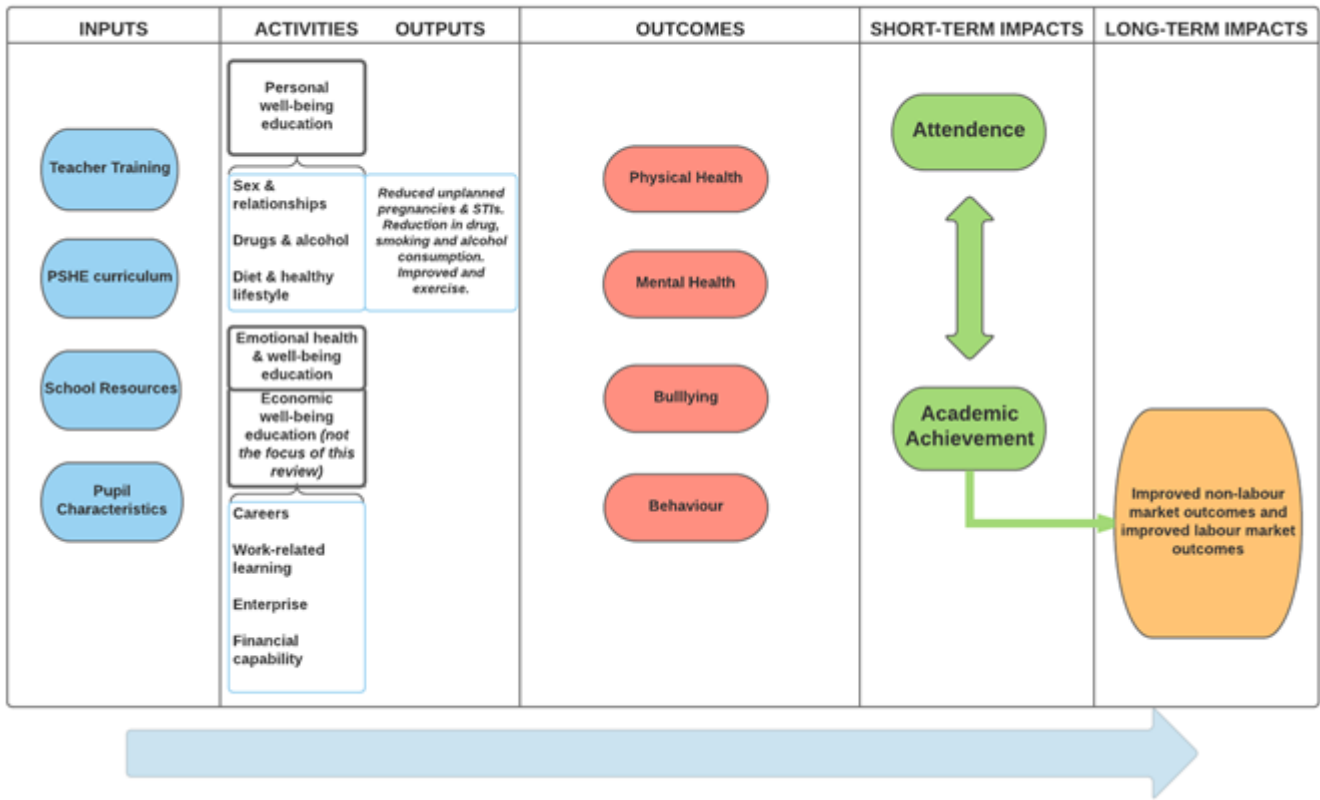 INPUTS
ACTIVITIES
OUTPUTS
OUTCOMES
SHORT-TERM IMPACTS
LONG-TERM IMPACTS
Teacher Training
PSHE curriculum
School Resources
Pupil
Characteristics
Personal
well-being
education
Sex &
relationships
Drugs & alcohol
Diet & healthy
lifestyle
Reduced unplanned
pregnancies & STIs.
Reduction in drug,
smoking and alcohol
consumption.
Improved and
exercise.
Emotional health
& well-being
education
Economic
well-being
education (not
the focus of this
review)
Careers
Work-related
learning
Enterprise
Financial
capability
Physical Health
Mental Health
Bulllying
Behaviour
Attendence
Academic
Achievement
Improved non-labour
market outcomes and
improved labour market
outcomes